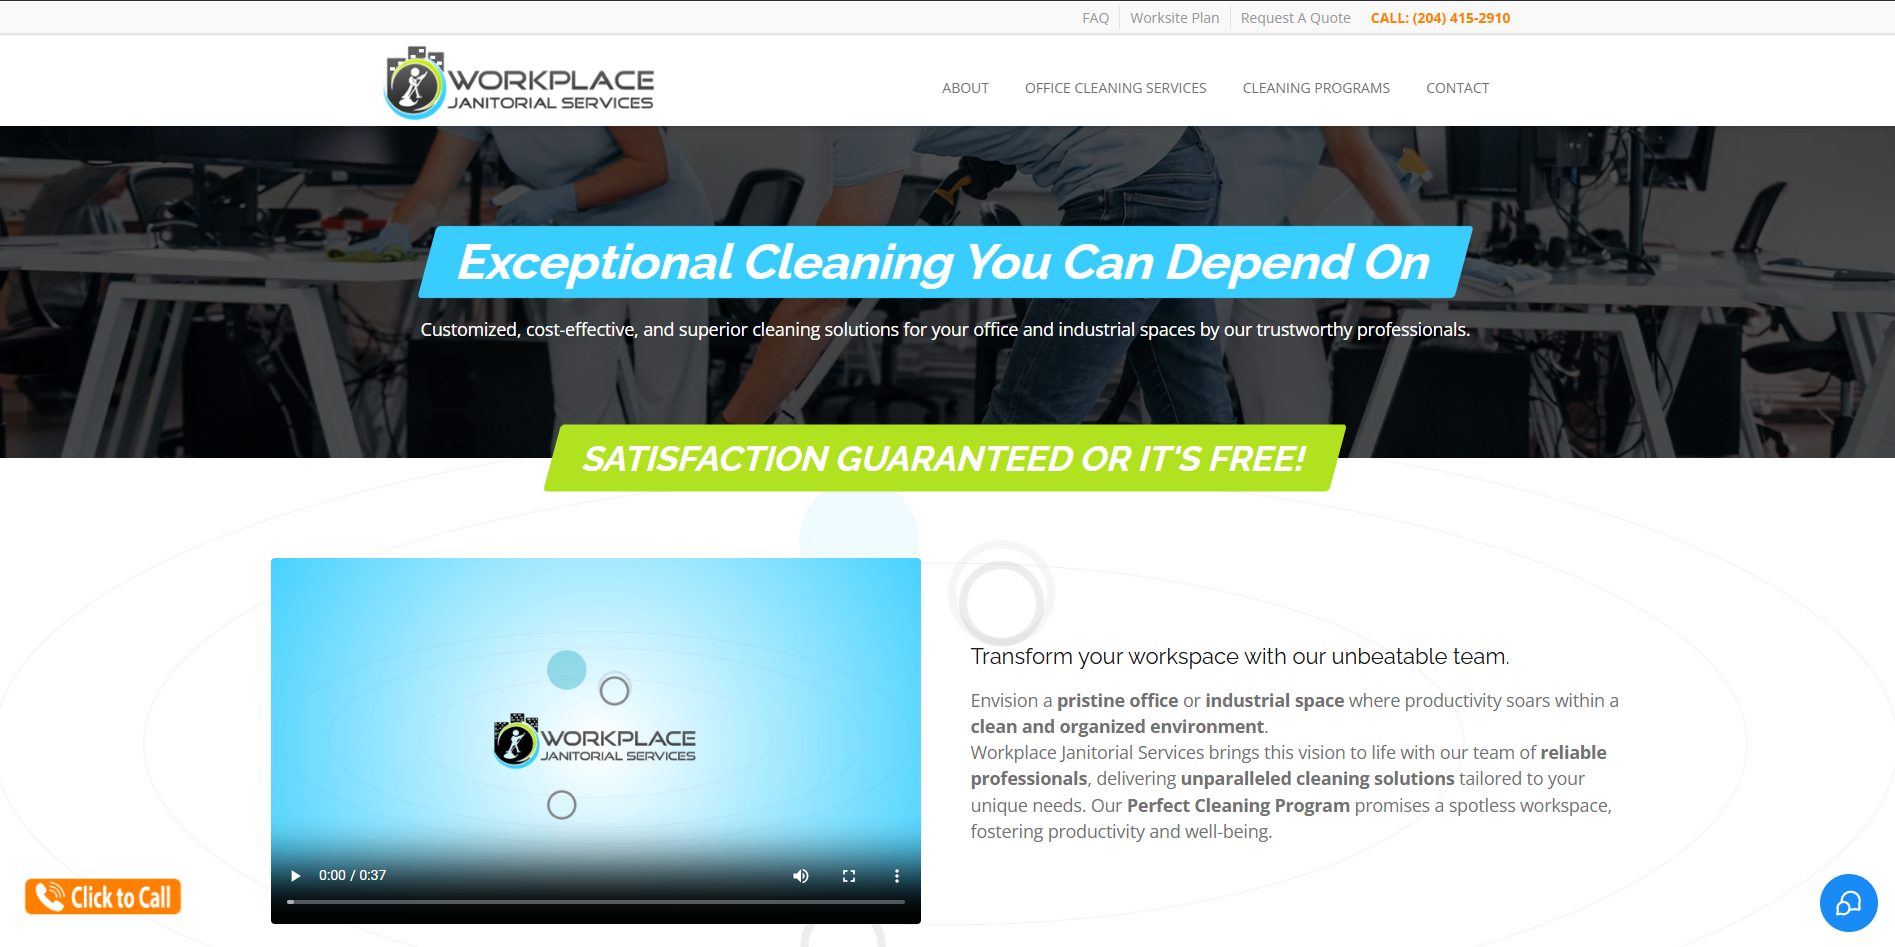 FAQ Worksite Plan Request A Quote CALL: (204) 415-2910
WORKPLACE
JANITORIAL SERVICES
ABOUT OFFICE CLEANING SERVICES CLEANING PROGRAMS CONTACT
Exceptional Cleaning You Can Depend On
Customized, cost-effective, and superior cleaning solutions for your office and industrial spaces by our trustworthy professionals.
SATISFACTION GUARANTEED OR IT'S FREE!
WORKPLACE
JANITORIAL SERVICES
0:00 / 0:37
Transform your workspace with our unbeatable team.
Envision a pristine office or industrial space where productivity soars within a
clean and organized environment.
Workplace Janitorial Services brings this vision to life with our team of reliable
professionals, delivering unparalleled cleaning solutions tailored to your
unique needs. Our Perfect Cleaning Program promises a spotless workspace,
fostering productivity and well-being.
Click to Call